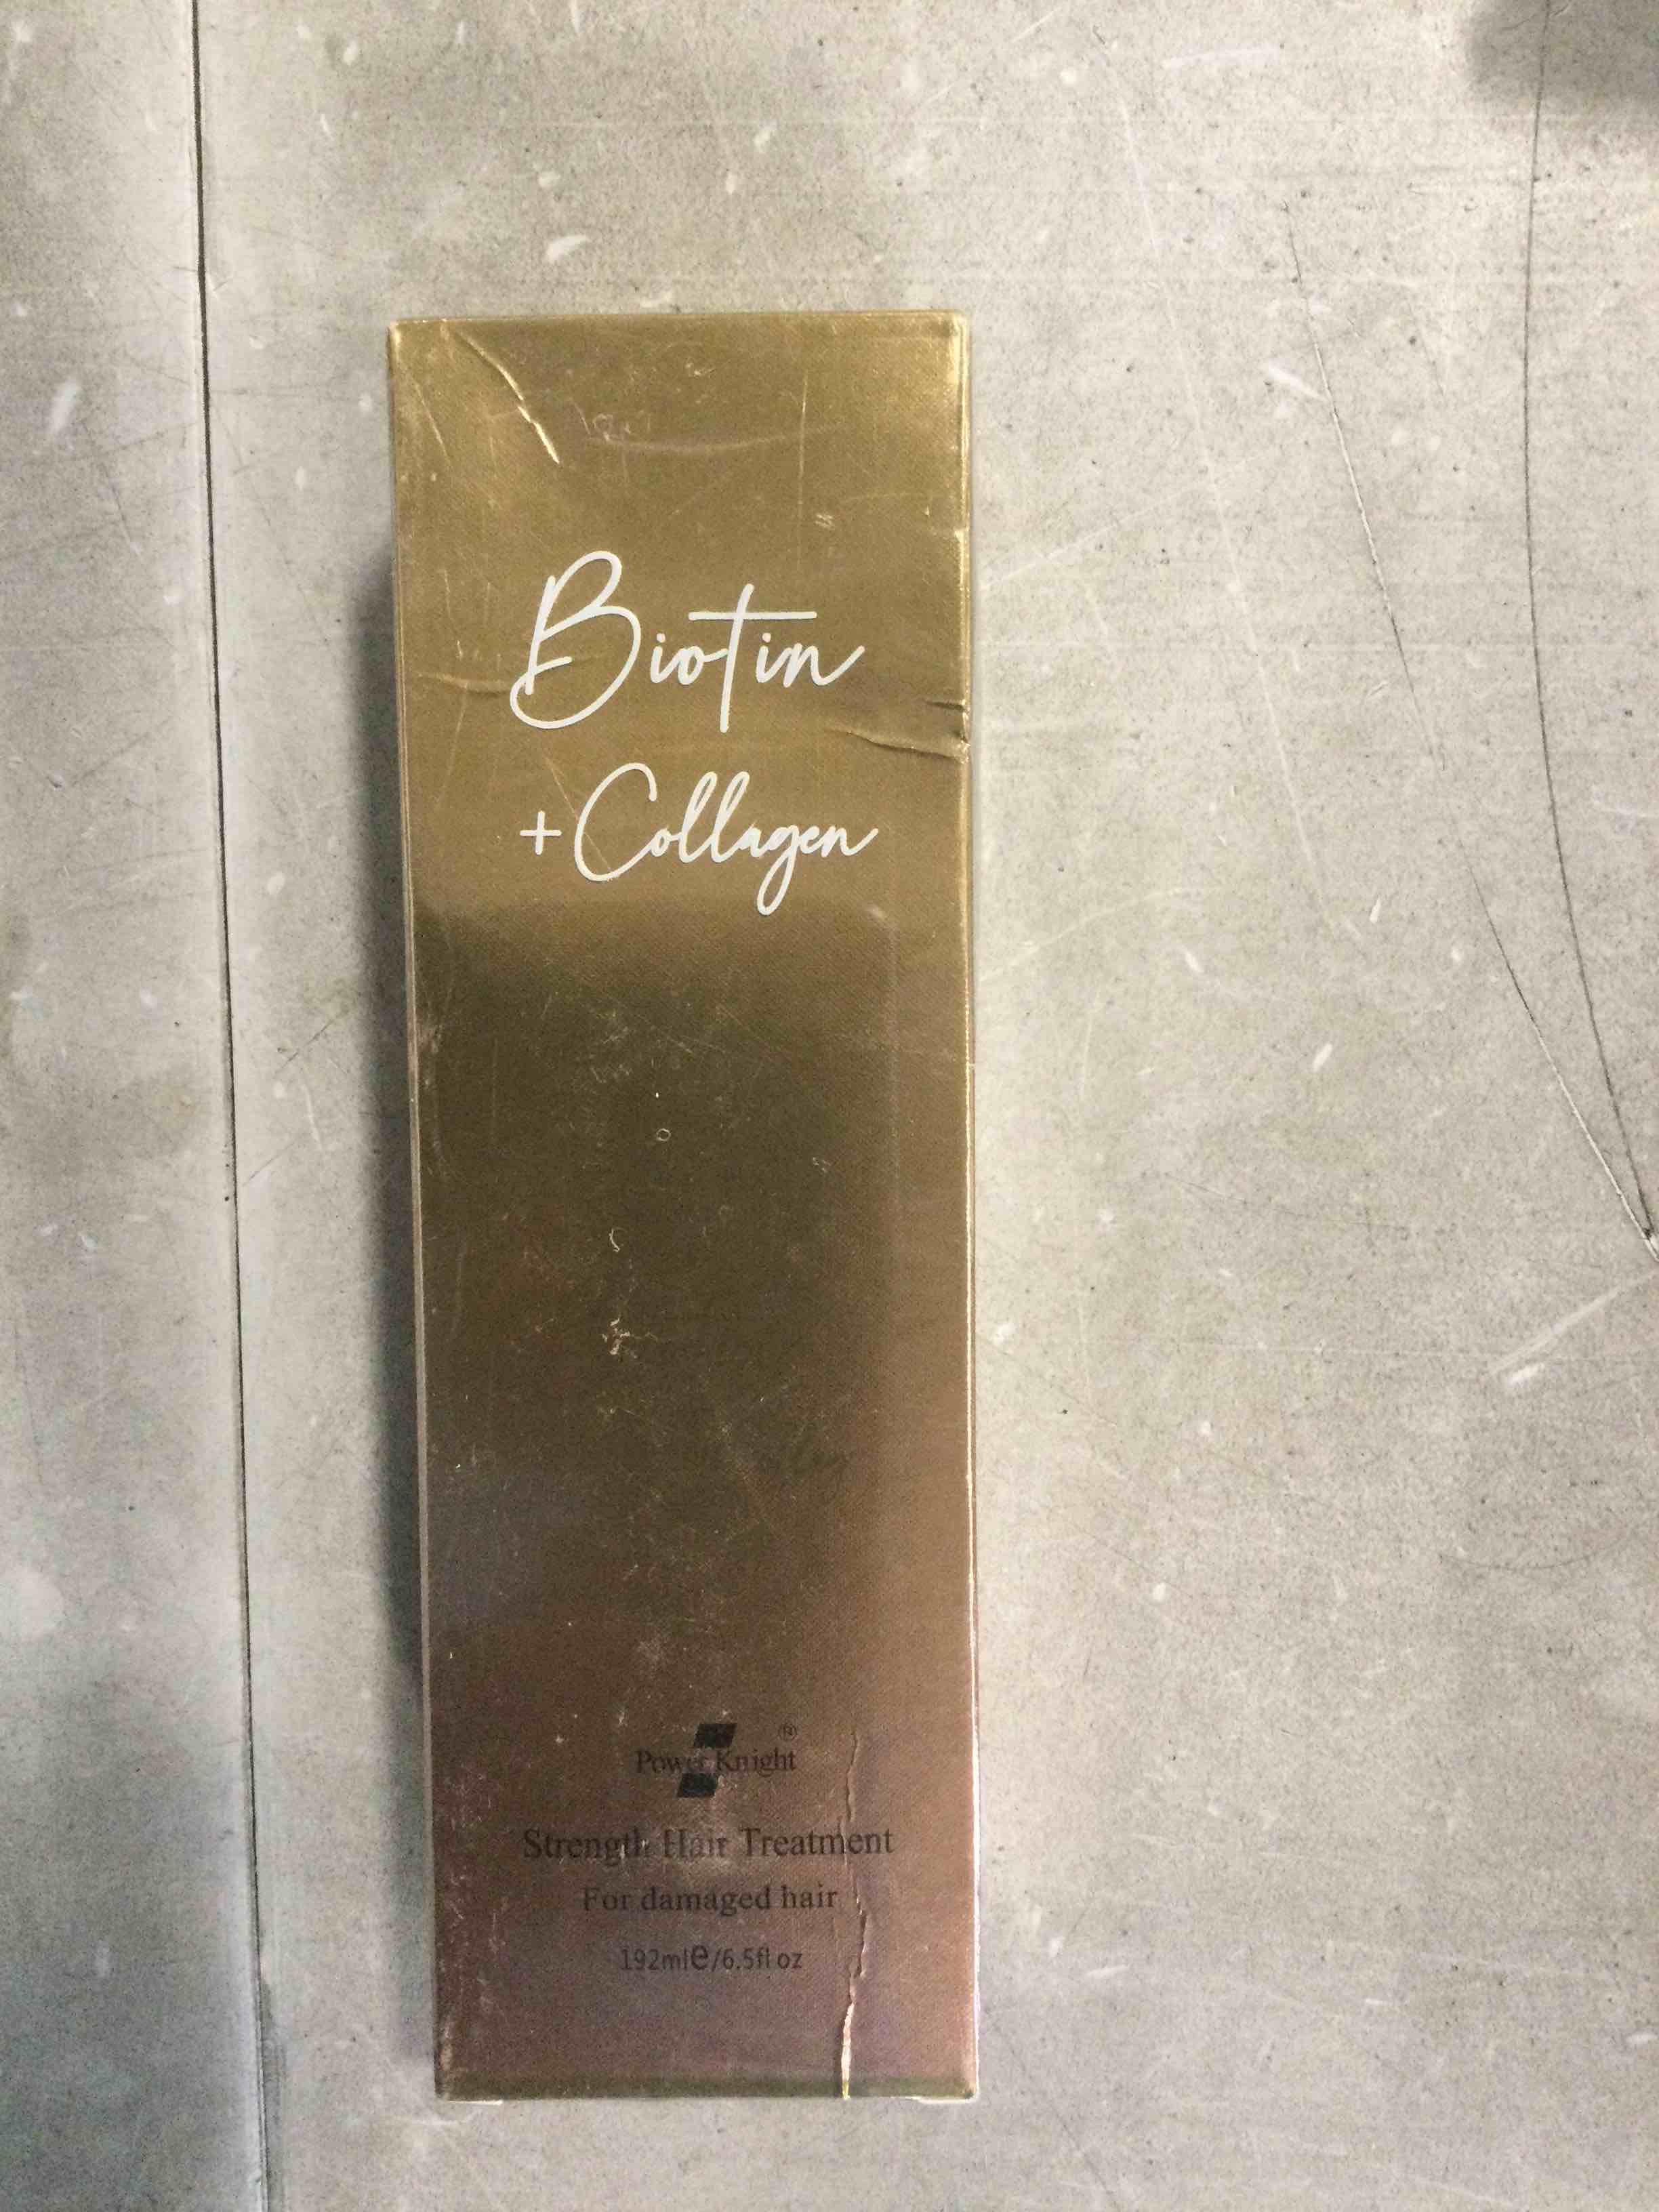 Biotin
+Collagen
Power Knight ®
Strength Hair Treatment
For damaged hair
192ml℮/6.5fl oz